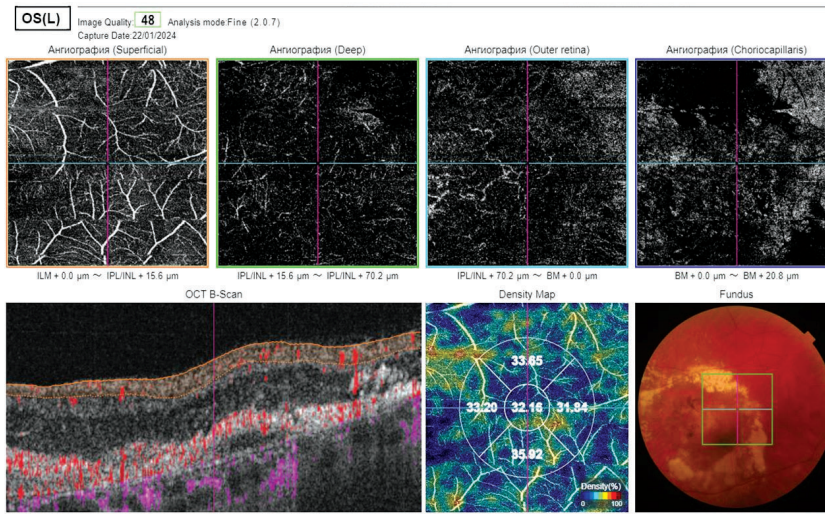 OS(L)
Image Quality: 48 Analysis mode:Fine (2.0.7)
Capture Date:22/01/2024
Ангиография (Superficial)
Ангиография (Deep)
Ангиография (Outer retina)
Ангиография (Choriocapillaris)
ILM + 0.0 µm ～ IPL/INL + 15.6 µm
IPL/INL + 15.6 µm ～ IPL/INL + 70.2 µm
IPL/INL + 70.2 µm ～ BM + 0.0 µm
BM + 0.0 µm ～ BM + 20.8 µm
OCT B-Scan
Density Map
Fundus
33.65
33.20 32.16 31.84
35.92
Density(%)
0 100